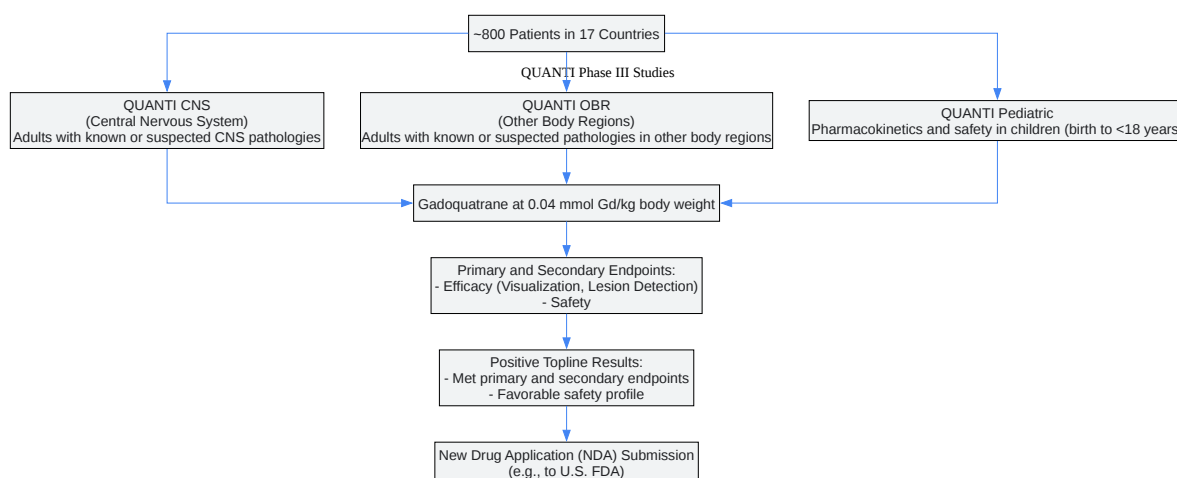 ~800 Patients in 17 Countries
QUANTI Phase III Studies
QUANTI CNS
(Central Nervous System)
Adults with known or suspected CNS pathologies
QUANTI OBR
(Other Body Regions)
Adults with known or suspected pathologies in other body regions
QUANTI Pediatric
Pharmacokinetics and safety in children (birth to <18 years
Gadoquatrane at 0.04 mmol Gd/kg body weight
Primary and Secondary Endpoints:
- Efficacy (Visualization, Lesion Detection)
- Safety
Positive Topline Results:
- Met primary and secondary endpoints
- Favorable safety profile
New Drug Application (NDA) Submission
(e.g., to U.S. FDA)